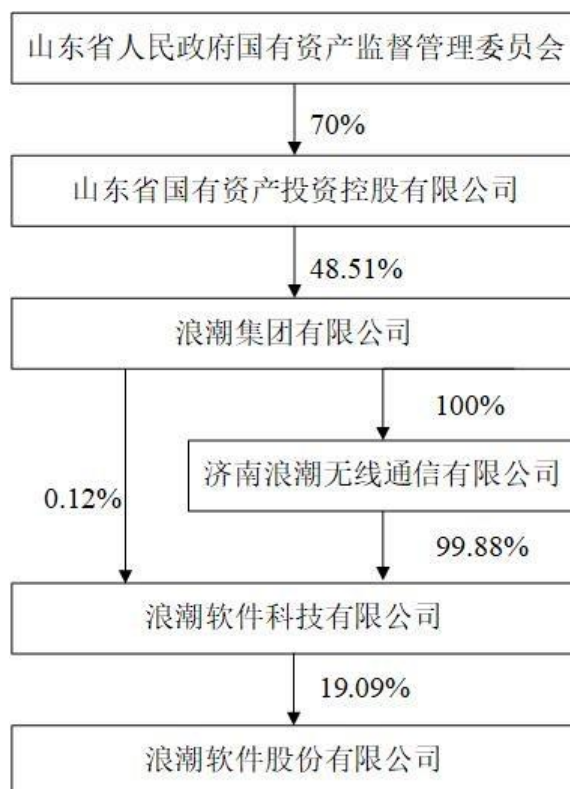 山东省人民政府国有资产监督管理委员会
70%
山东省国有资产投资控股有限公司
48.51%
浪潮集团有限公司
100%
济南浪潮无线通信有限公司
0.12%
99.88%
浪潮软件科技有限公司
19.09%
浪潮软件股份有限公司